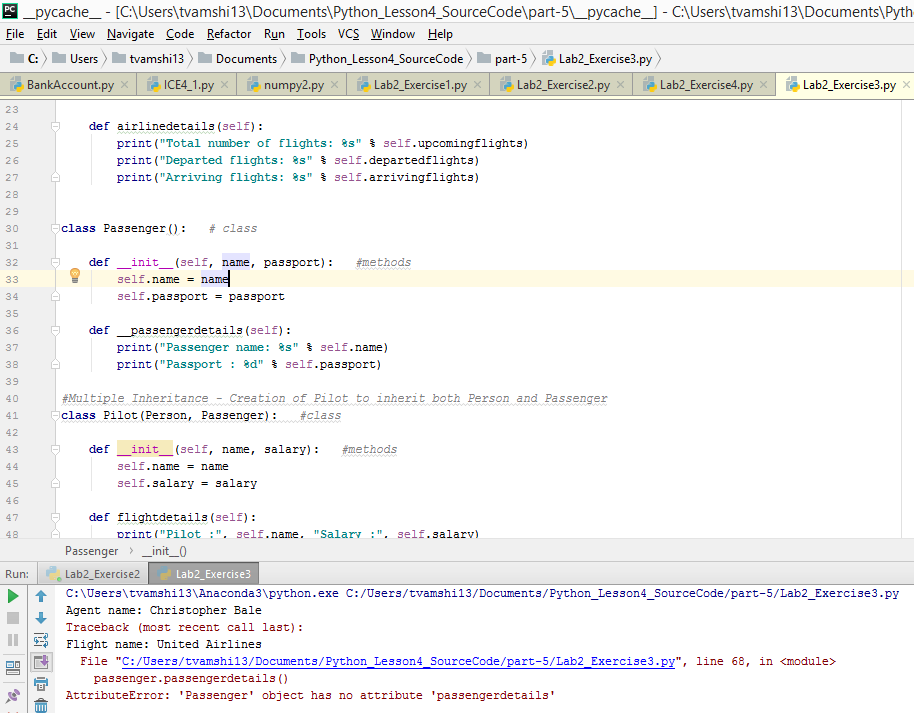 __pycache__ - [C:\Users\tvamshi13\Documents\Python_Lesson4_SourceCode\part-5\__pycache__] - C:\Users\tvamshi13\Documents\Pyth
File Edit View Navigate Code Refactor Run Tools VCS Window Help
C: Users tvamshi13 Documents Python_Lesson4_SourceCode part-5 Lab2_Exercise3.py
BankAccount.py ICE4_1.py numpy2.py Lab2_Exercise1.py Lab2_Exercise2.py Lab2_Exercise4.py Lab2_Exercise3.py
23
24 def airlinedetails(self):
25 print("Total number of flights: %s" % self.upcomingflights)
26 print("Departed flights: %s" % self.departedflights)
27 print("Arriving flights: %s" % self.arrivingflights)
28
29
30 class Passenger(): # class
31
32 def __init__(self, name, passport): #methods
33 self.name = name
34 self.passport = passport
35
36 def __passengerdetails(self):
37 print("Passenger name: %s" % self.name)
38 print("Passport : %d" % self.passport)
39
40 #Multiple Inheritance - Creation of Pilot to inherit both Person and Passenger
41 class Pilot(Person, Passenger): #class
42
43 def __init__(self, name, salary): #methods
44 self.name = name
45 self.salary = salary
46
47 def flightdetails(self):
48 print("Pilot :", self.name, "Salary :", self.salary)
Passenger > __init__()
Run: Lab2_Exercise2 Lab2_Exercise3
C:\Users\tvamshi13\Anaconda3\python.exe C:/Users/tvamshi13/Documents/Python_Lesson4_SourceCode/part-5/Lab2_Exercise3.py
Agent name: Christopher Bale
Traceback (most recent call last):
Flight name: United Airlines
File "C:/Users/tvamshi13/Documents/Python_Lesson4_SourceCode/part-5/Lab2_Exercise3.py", line 68, in <module>
passenger.passengerdetails()
AttributeError: 'Passenger' object has no attribute 'passengerdetails'